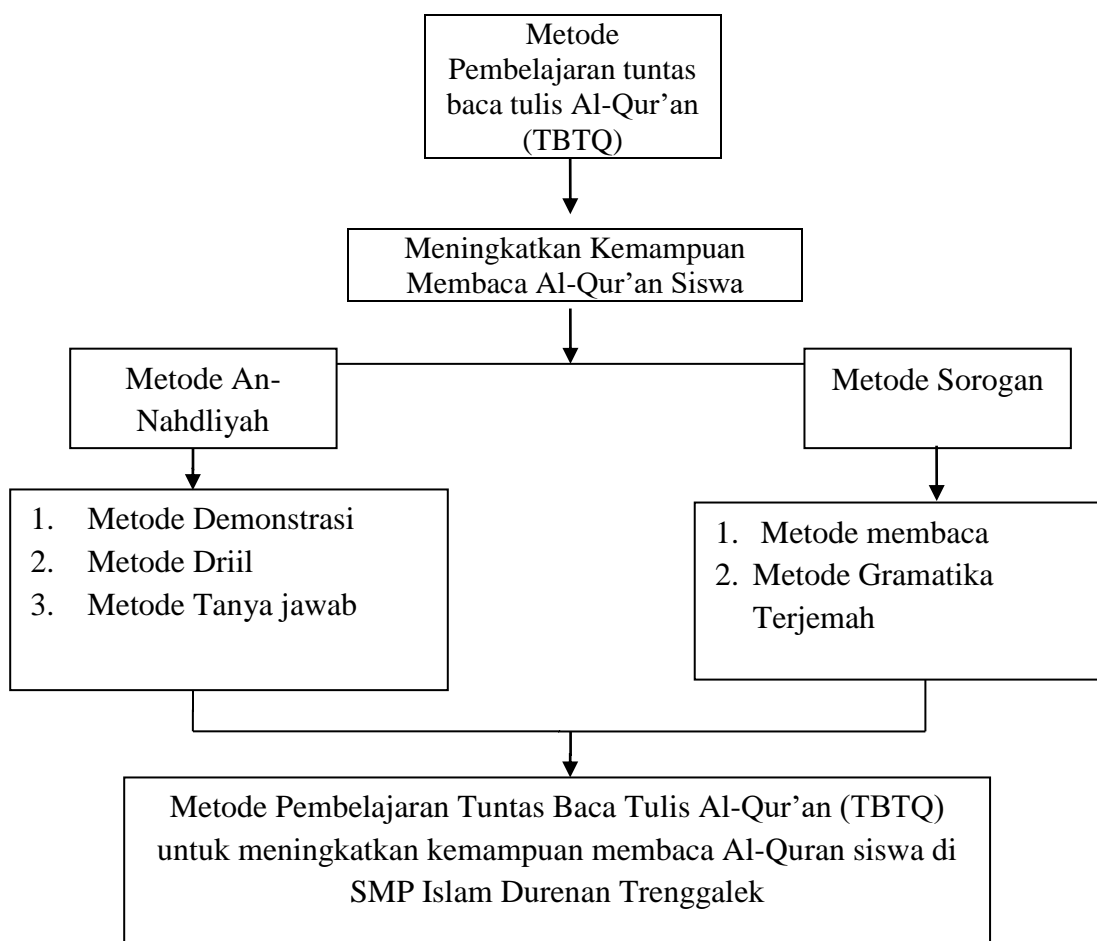 Metode
Pembelajaran tuntas
baca tulis Al-Qur’an
(TBTQ)
Meningkatkan Kemampuan
Membaca Al-Qur’an Siswa
Metode An-
Nahdliyah
Metode Sorogan
1. Metode Demonstrasi
2. Metode Driil
3. Metode Tanya jawab
1. Metode membaca
2. Metode Gramatika
Terjemah
Metode Pembelajaran Tuntas Baca Tulis Al-Qur’an (TBTQ)
untuk meningkatkan kemampuan membaca Al-Quran siswa di
SMP Islam Durenan Trenggalek